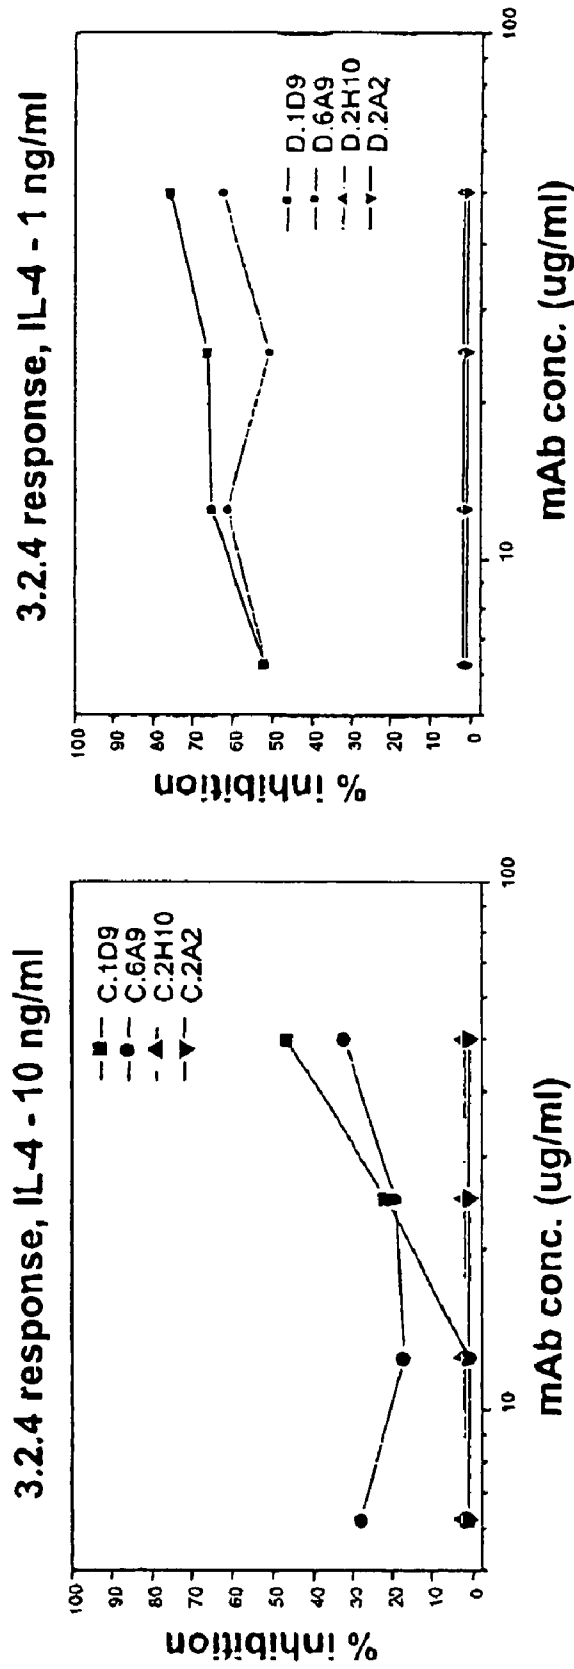 3.2.4 response, IL-4 - 10 ng/ml
% inhibition
100
90
80
70
60
50
40
30
20
10
0
C.1D9
C.6A9
C.2H10
C.2A2
10
100
mAb conc. (ug/ml)
3.2.4 response, IL-4 - 1 ng/ml
% inhibition
100
90
80
70
60
50
40
30
20
10
0
D.1D9
D.6A9
D.2H10
D.2A2
10
100
mAb conc. (ug/ml)